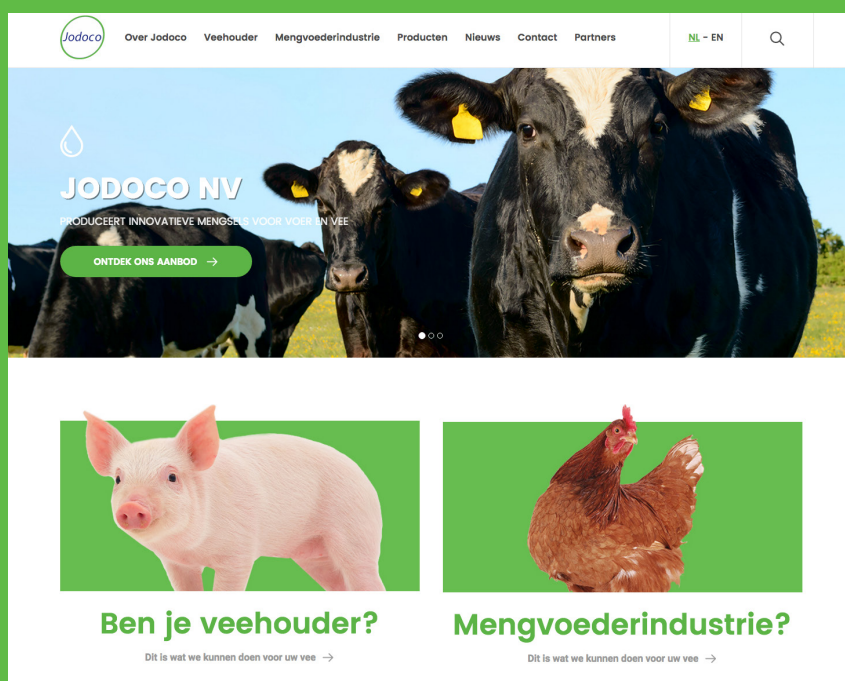 Jodoco
Over Jodoco Veehouder Mengvoederindustrie Producten Nieuws Contact Partners NL - EN
JODOCO NV
PRODUCEERT INNOVATIEVE MENGSELS VOOR VOER EN VEE
ONTDEK ONS AANBOD →
Ben je veehouder?
Dit is wat we kunnen doen voor uw vee →
Mengvoederindustrie?
Dit is wat we kunnen doen voor uw vee →